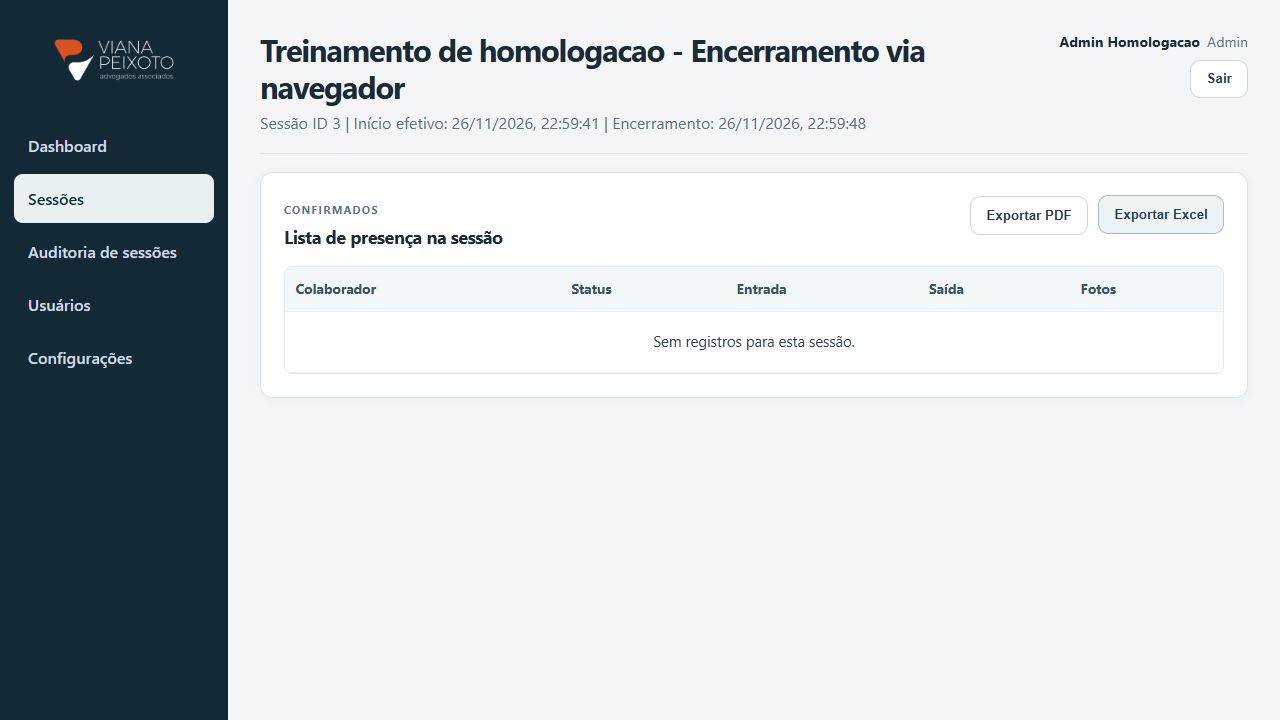 VIANA
PEIXOTO
advogados associados
Dashboard
Sessões
Auditoria de sessões
Usuários
Configurações
Treinamento de homologacao - Encerramento via
navegador
Sessão ID 3 | Início efetivo: 26/11/2026, 22:59:41 | Encerramento: 26/11/2026, 22:59:48
Admin Homologacao Admin
Sair
CONFIRMADOS
Lista de presença na sessão
Exportar PDF
Exportar Excel
Colaborador Status Entrada Saída Fotos
Sem registros para esta sessão.